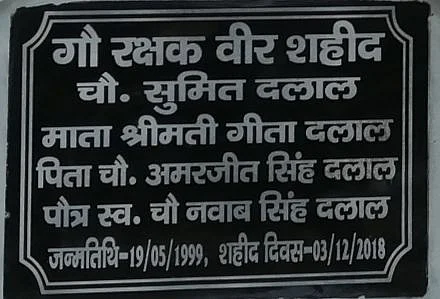 गौ रक्षक वीर शहीद
चौ. सुमित दलाल
माता श्रीमती गीता दलाल
पिता चौ. अमरजीत सिंह दलाल
पौत्र स्व. चौ नवाब सिंह दलाल
जन्मतिथि=19/05/1999, शहीद दिवस=03/12/2018